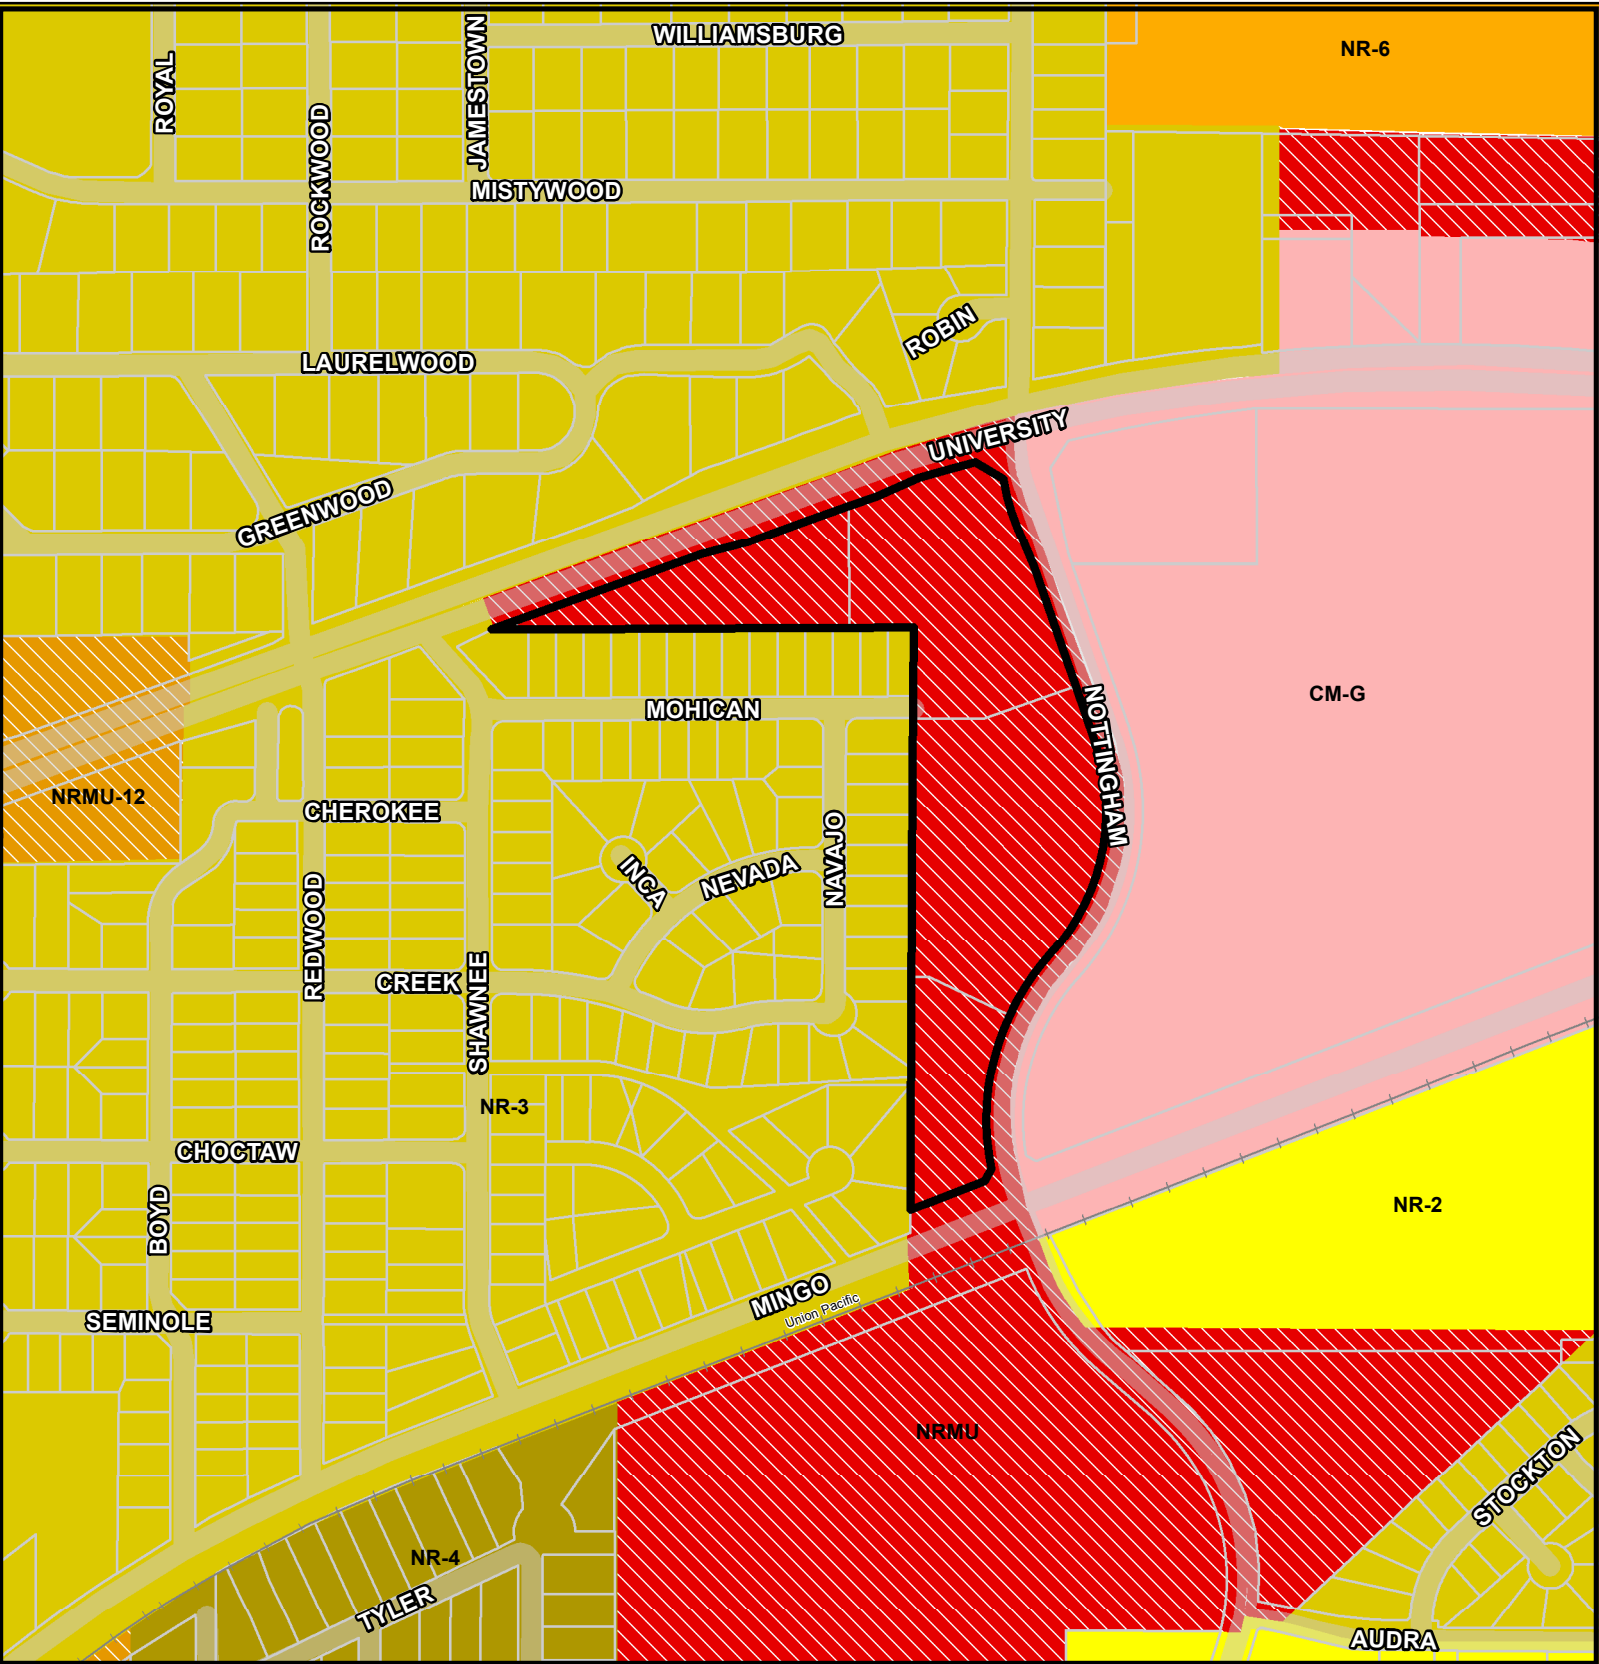 WILLIAMSBURG
NR-6
ROYAL
JAMESTOWN
ROCKWOOD
MISTYWOOD
ROBIN
LAURELWOOD
UNIVERSITY
GREENWOOD
MOHICAN
CM-G
NOTTINGHAM
NRMU-12
CHEROKEE
NAVAJO
INCA
NEVADA
REDWOOD
CREEK
SHAWNEE
NR-3
CHOCTAW
BOYD
NR-2
MINGO
Union Pacific
SEMINOLE
NRMU
STOCKTON
NR-4
TYLER
AUDRA